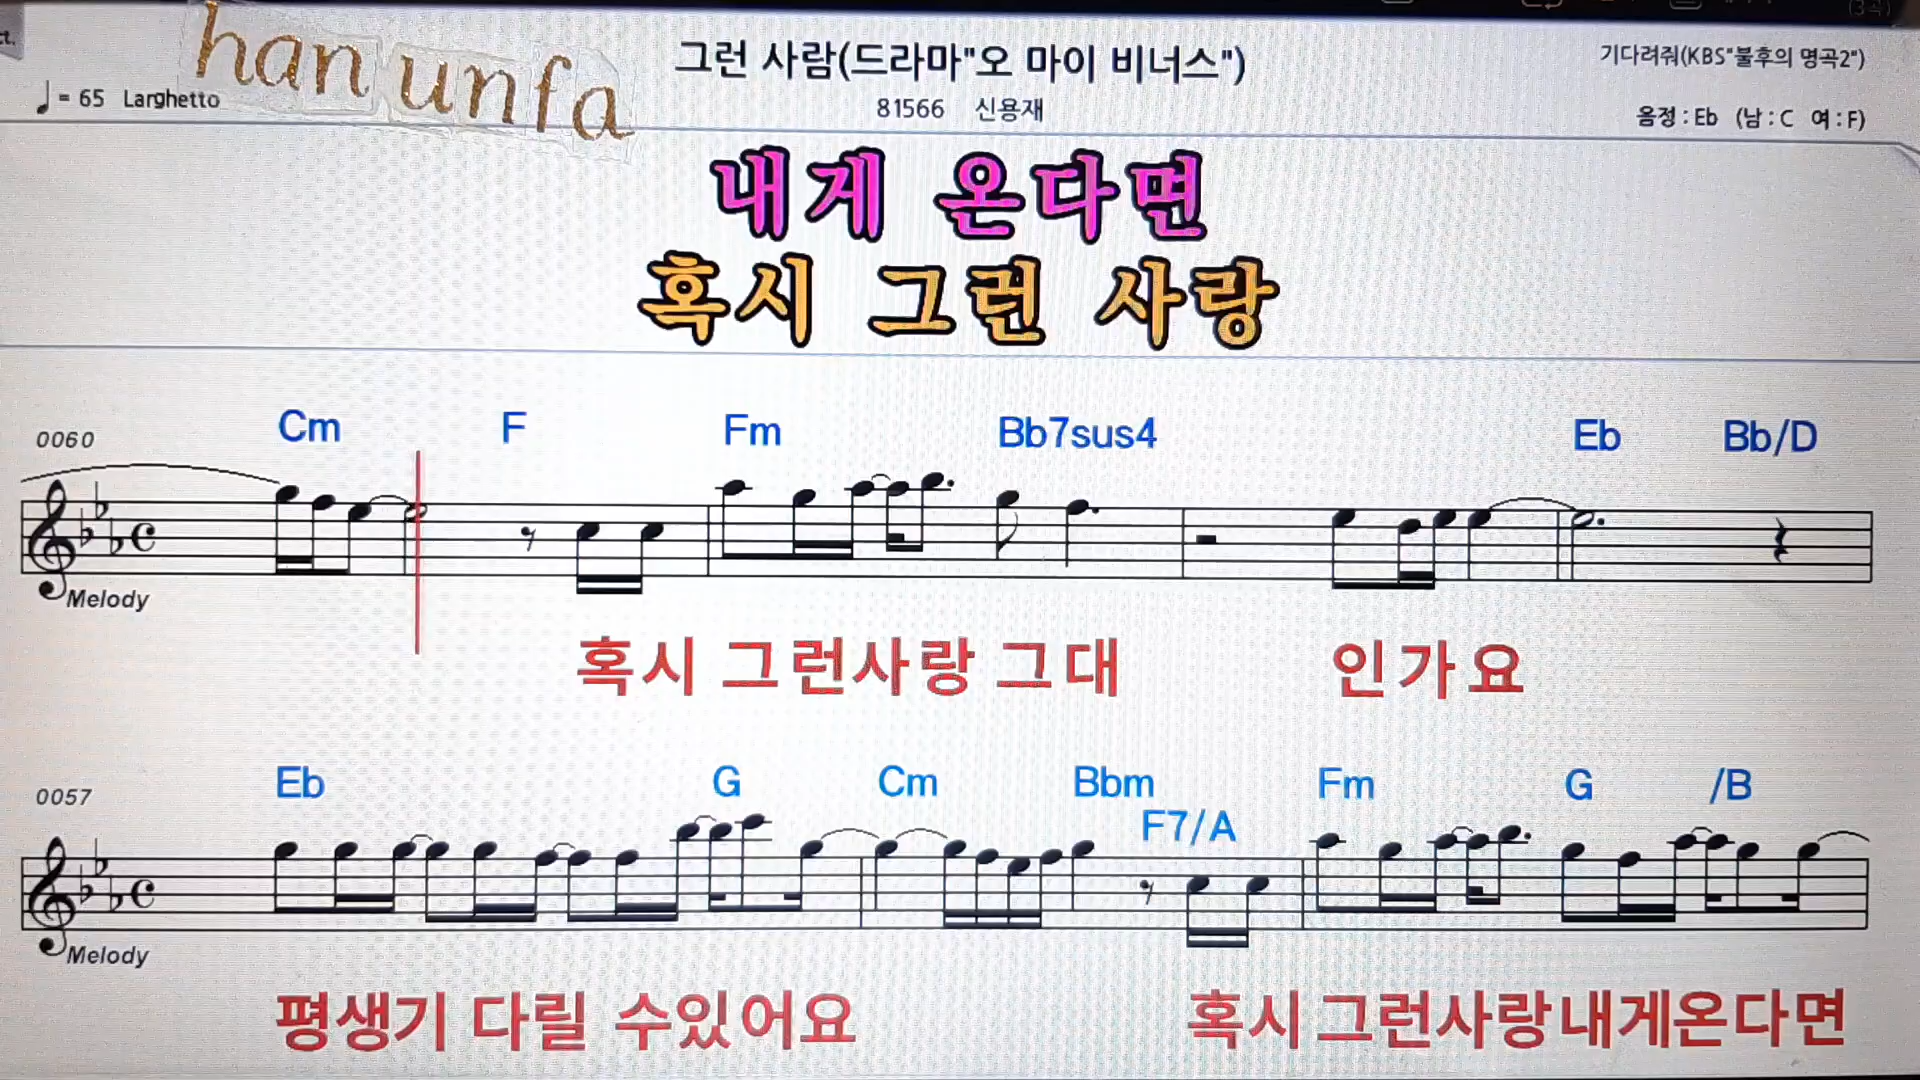 han unfa
그런 사람(드라마"오 마이 비너스")
기다려줘(KBS"불후의 명곡2")
= 65 Larghetto
81566 신용재
음정 : Eb (남 : C 여 : F)
내게 온다면
혹시 그런 사랑
0060 Cm F Fm Bb7sus4 Eb Bb/D
Melody
혹시 그런사랑 그대 인가요
0057 Eb G Cm Bbm F7/A Fm G /B
Melody
평생기 다릴 수있어요 혹시그런사랑내게온다면